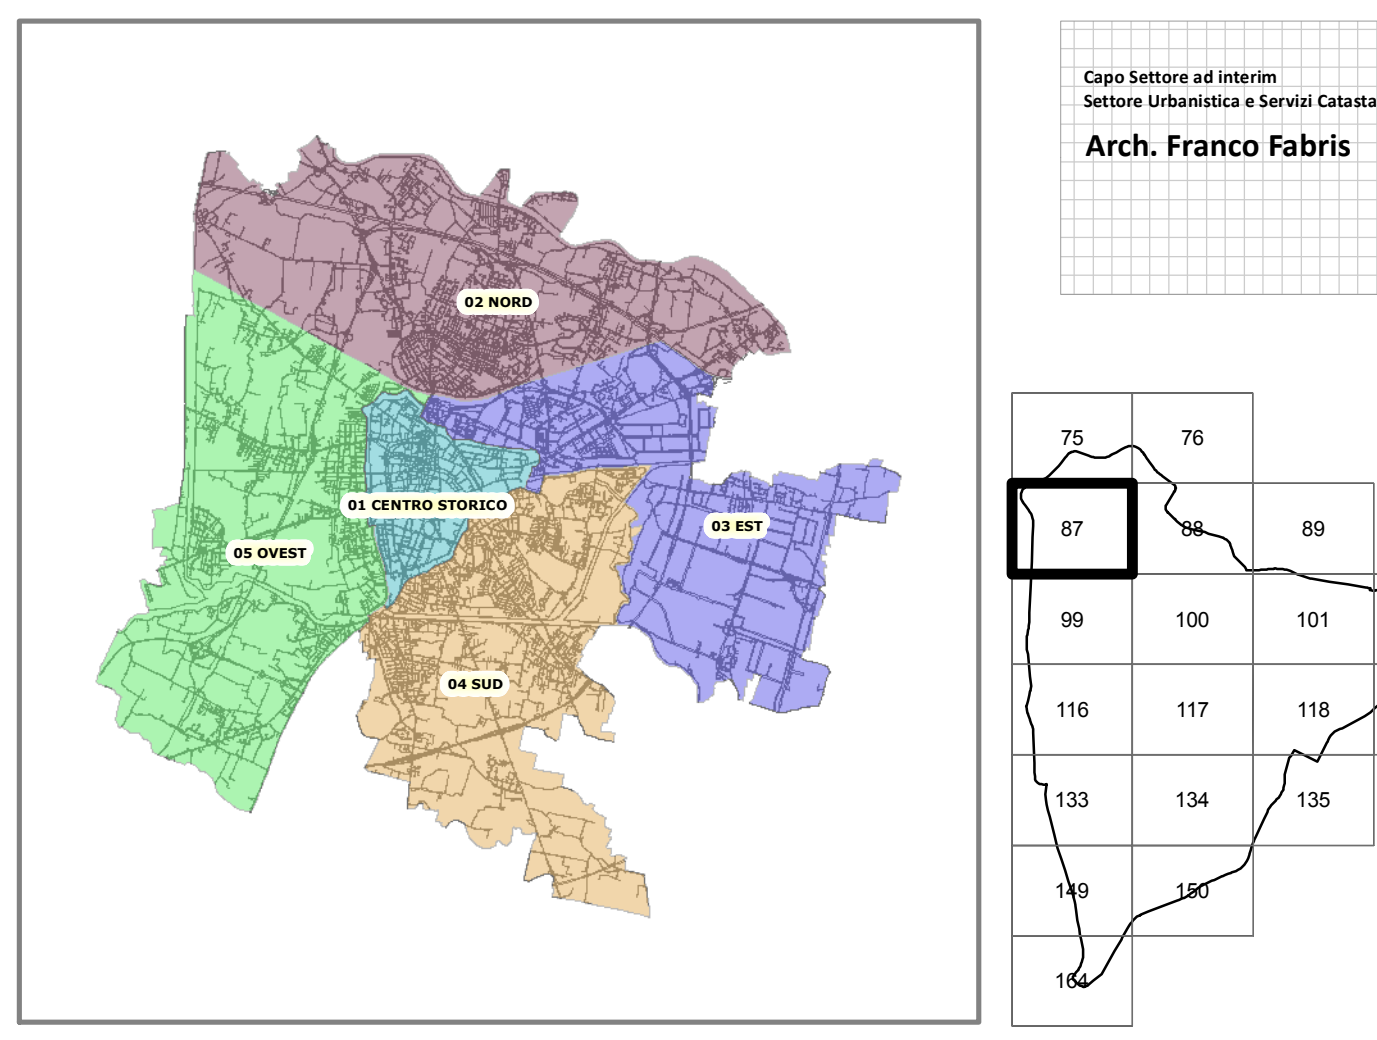 Capo Settore ad interim
Settore Urbanistica e Servizi Catasta
Arch. Franco Fabris
02 NORD
01 CENTRO STORICO
03 EST
05 OVEST
04 SUD
75 76
87 88 89
99 100 101
116 117 118
133 134 135
149 150
164